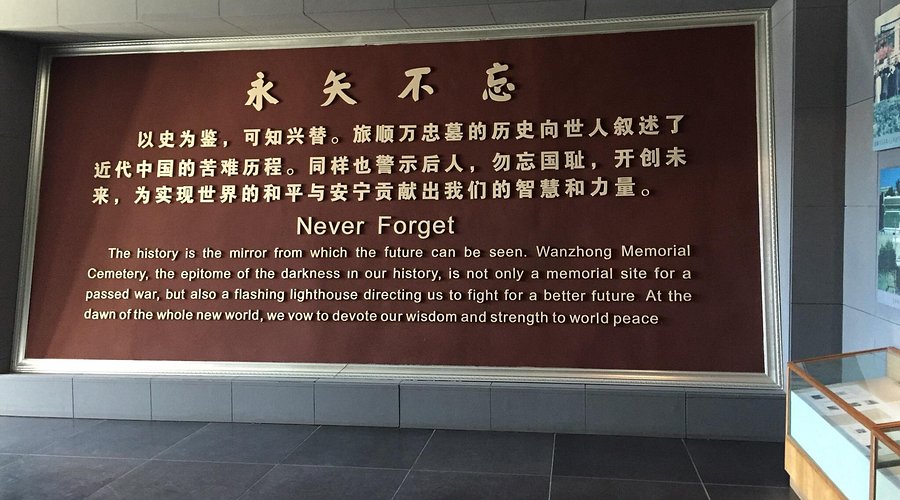 永矢不忘
以史为鉴，可知兴替。旅顺万忠墓的历史向世人叙述了
近代中国的苦难历程。同样也警示后人，勿忘国耻，开创未
来，为实现世界的和平与安宁贡献出我们的智慧和力量。
Never Forget
The history is the mirror from which the future can be seen. Wanzhong Memorial
Cemetery, the epitome of the darkness in our history, is not only a memorial site for a
passed war, but also a flashing lighthouse directing us to fight for a better future At the
dawn of the whole new world, we vow to devote our wisdom and strength to world peace